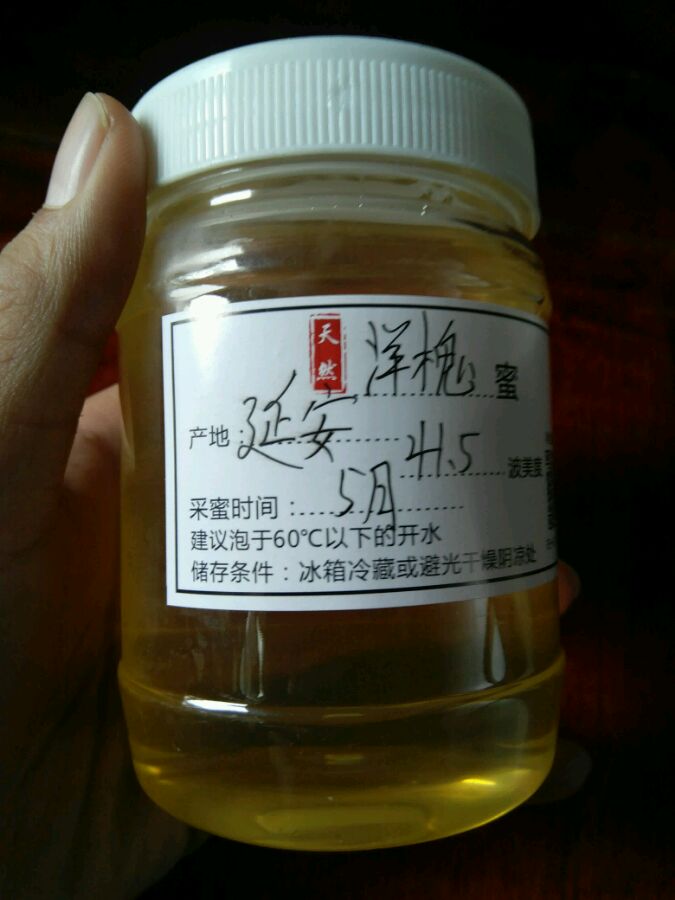 天然 洋槐蜜
产地：延安 41.5波美度
采蜜时间：5月
建议泡于60℃以下的开水
储存条件：冰箱冷藏或避光干燥阴凉处